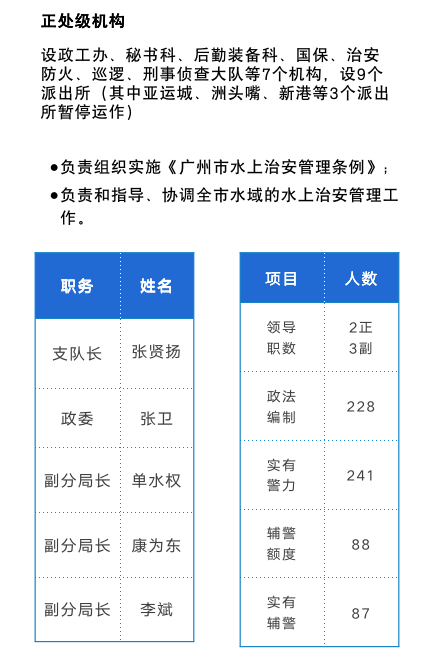 正处级机构
设政工办、秘书科、后勤装备科、国保、治安
防火、巡逻、刑事侦查大队等7个机构，设9个
派出所（其中亚运城、洲头嘴、新港等3个派出
所暂停运作）
●负责组织实施《广州市水上治安管理条例》；
●负责和指导、协调全市水域的水上治安管理工
作。
职务 姓名
支队长 张贤扬
政委 张卫
副分局长 单水权
副分局长 康为东
副分局长 李斌
项目 人数
领导 2正
职数 3副
政法
编制 228
实有
警力 241
辅警
额度 88
实有
辅警 87